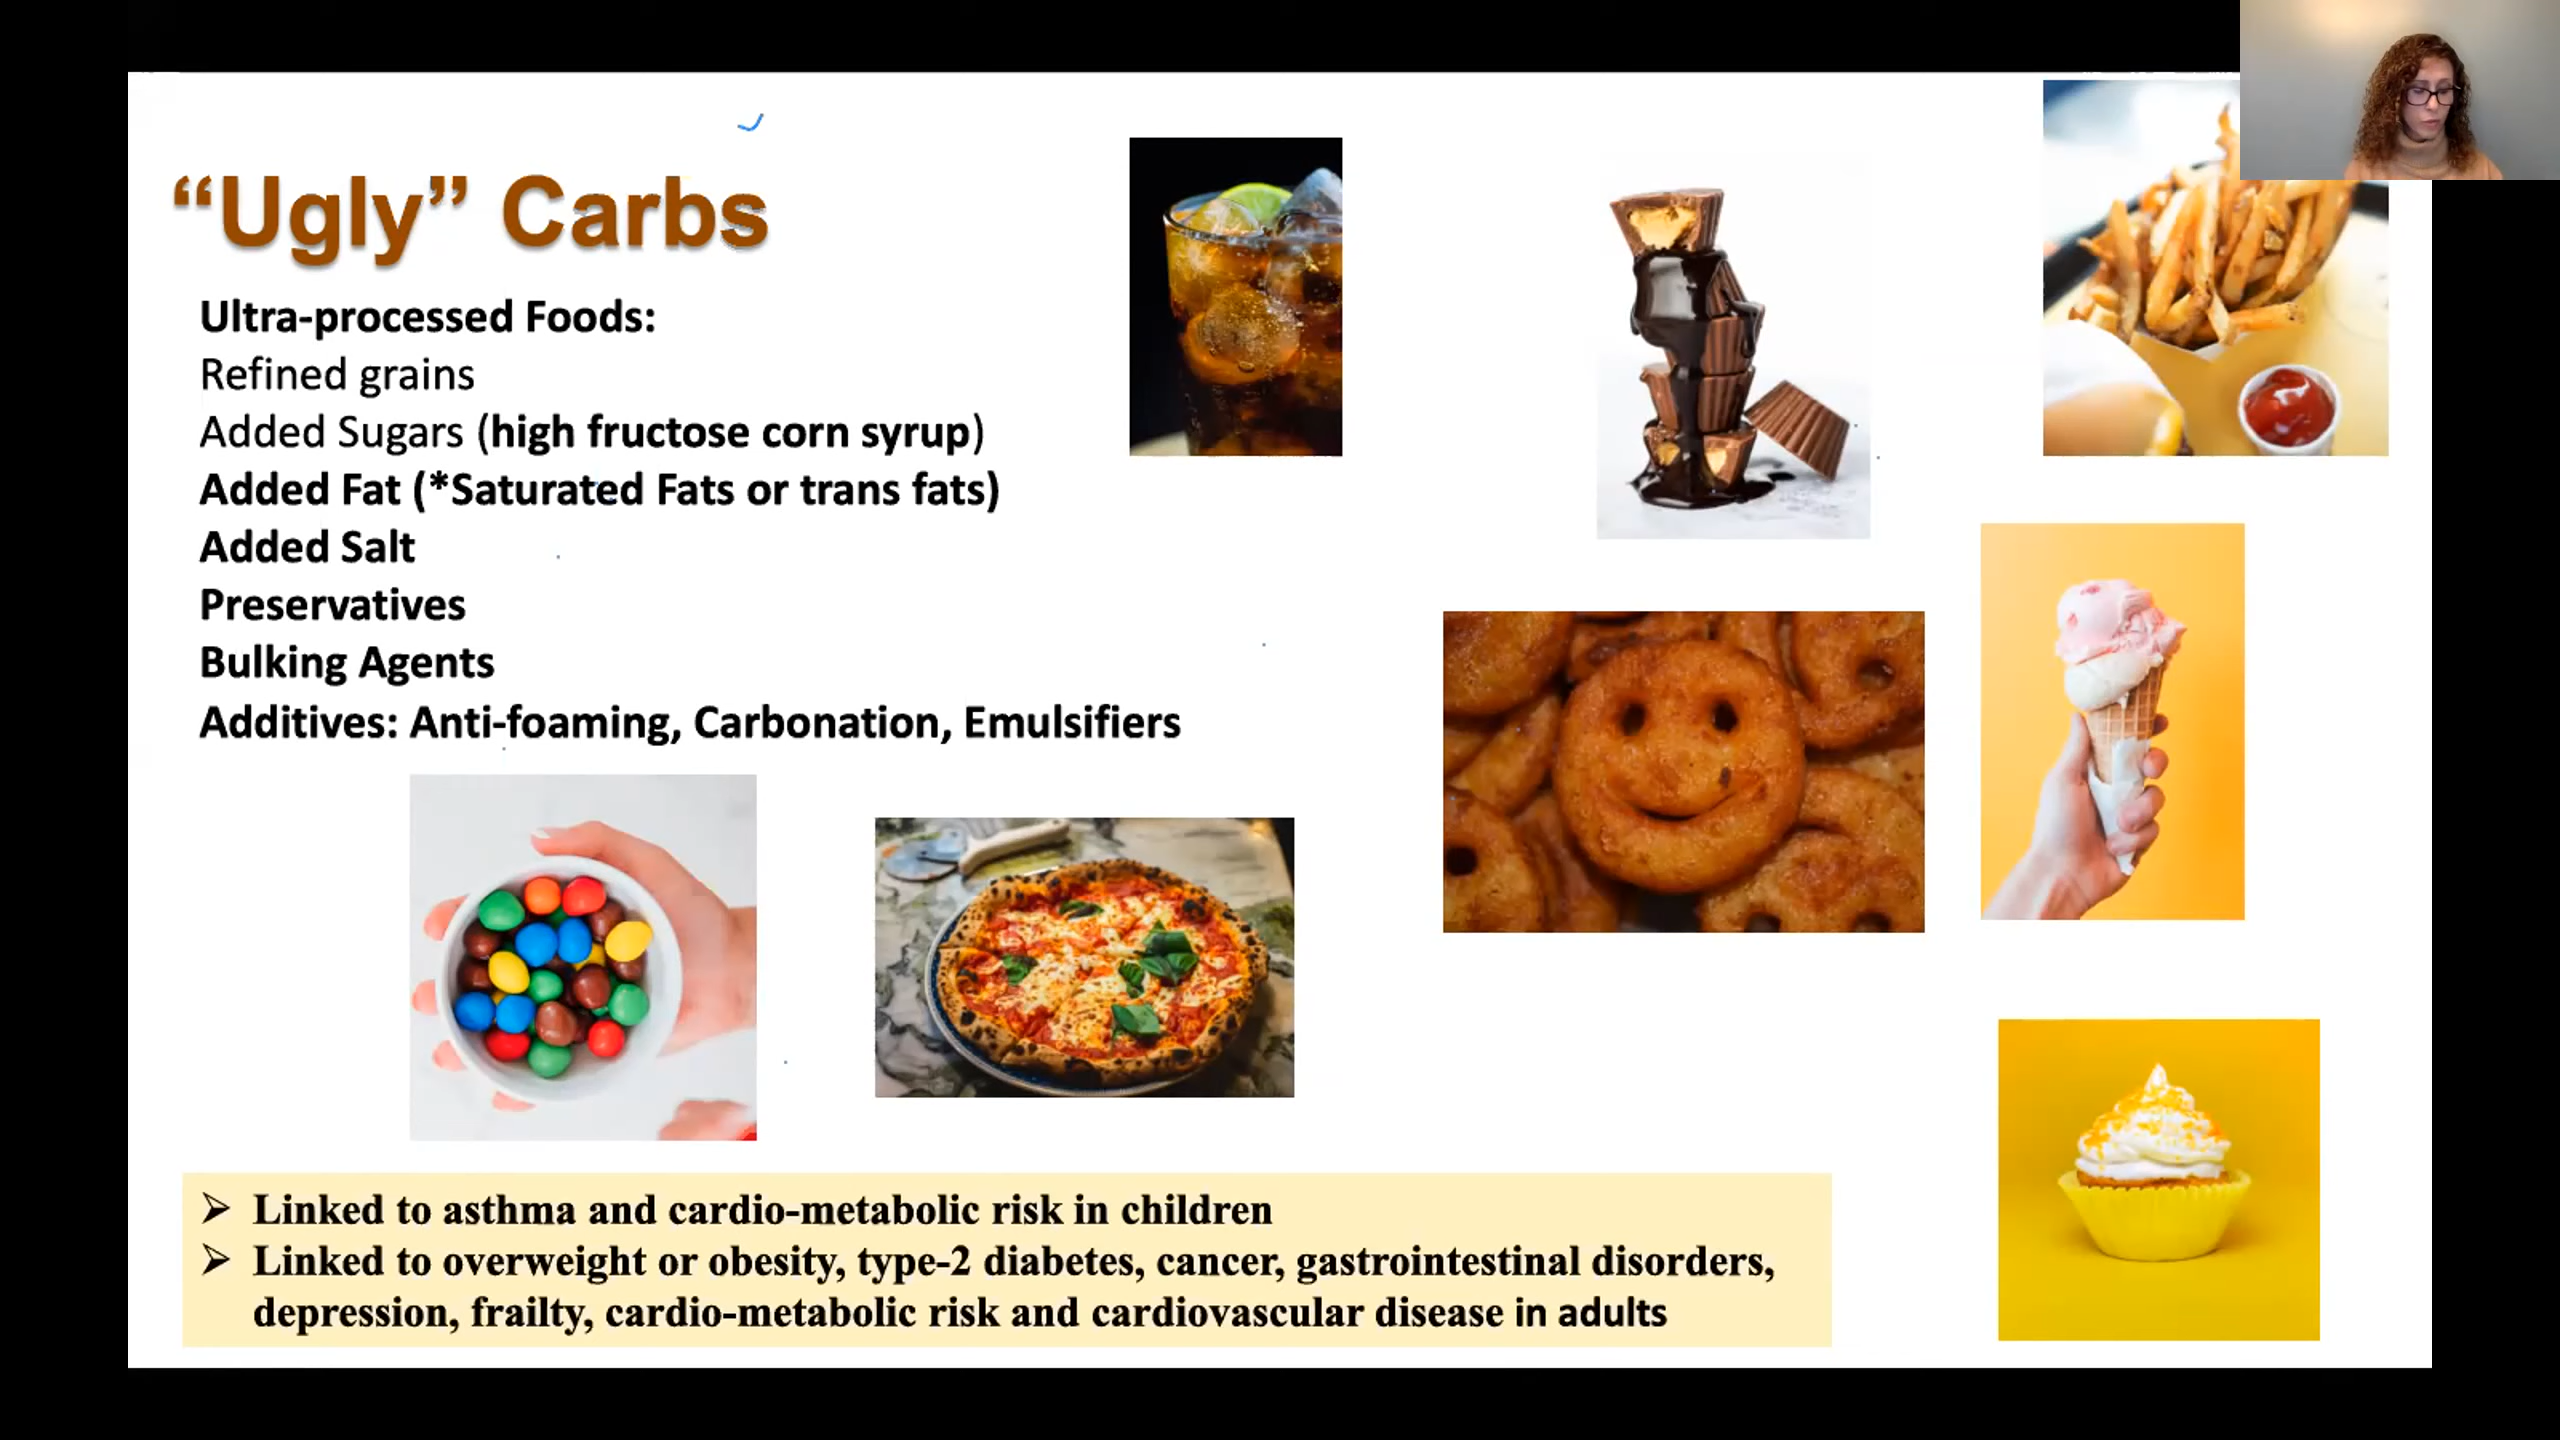 “Ugly” Carbs
Ultra-processed Foods:
Refined grains
Added Sugars (high fructose corn syrup)
Added Fat (*Saturated Fats or trans fats)
Added Salt
Preservatives
Bulking Agents
Additives: Anti-foaming, Carbonation, Emulsifiers
➢ Linked to asthma and cardio-metabolic risk in children
➢ Linked to overweight or obesity, type-2 diabetes, cancer, gastrointestinal disorders,
depression, frailty, cardio-metabolic risk and cardiovascular disease in adults